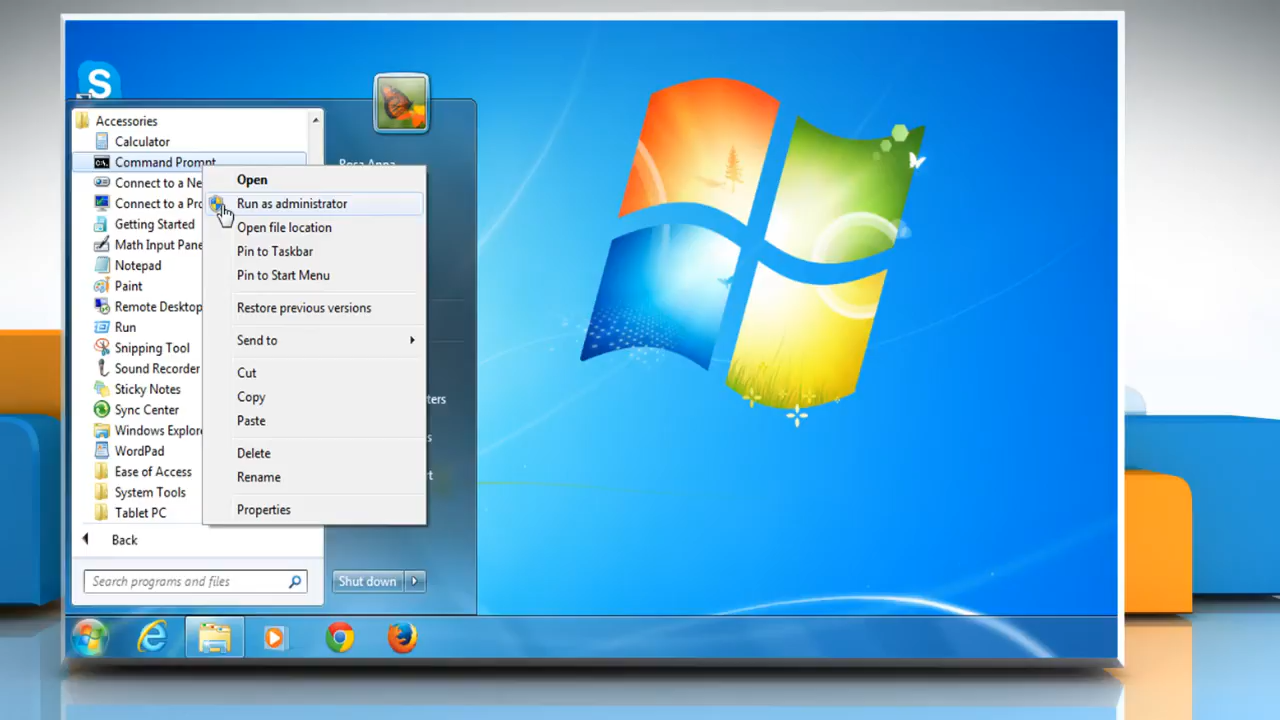 S
Accessories
Calculator
Command Prompt
Connect to a Ne
Connect to a Pro
Getting Started
Math Input Pane
Notepad
Paint
Remote Desktop
Run
Snipping Tool
Sound Recorder
Sticky Notes
Sync Center
Windows Explor
WordPad
Ease of Access
System Tools
Tablet PC
Back
Search programs and files
Open
Run as administrator
Open file location
Pin to Taskbar
Pin to Start Menu
Restore previous versions
Send to
Cut
Copy
Paste
Delete
Rename
Properties
Rosa Anna
ters
s
t
Shut down